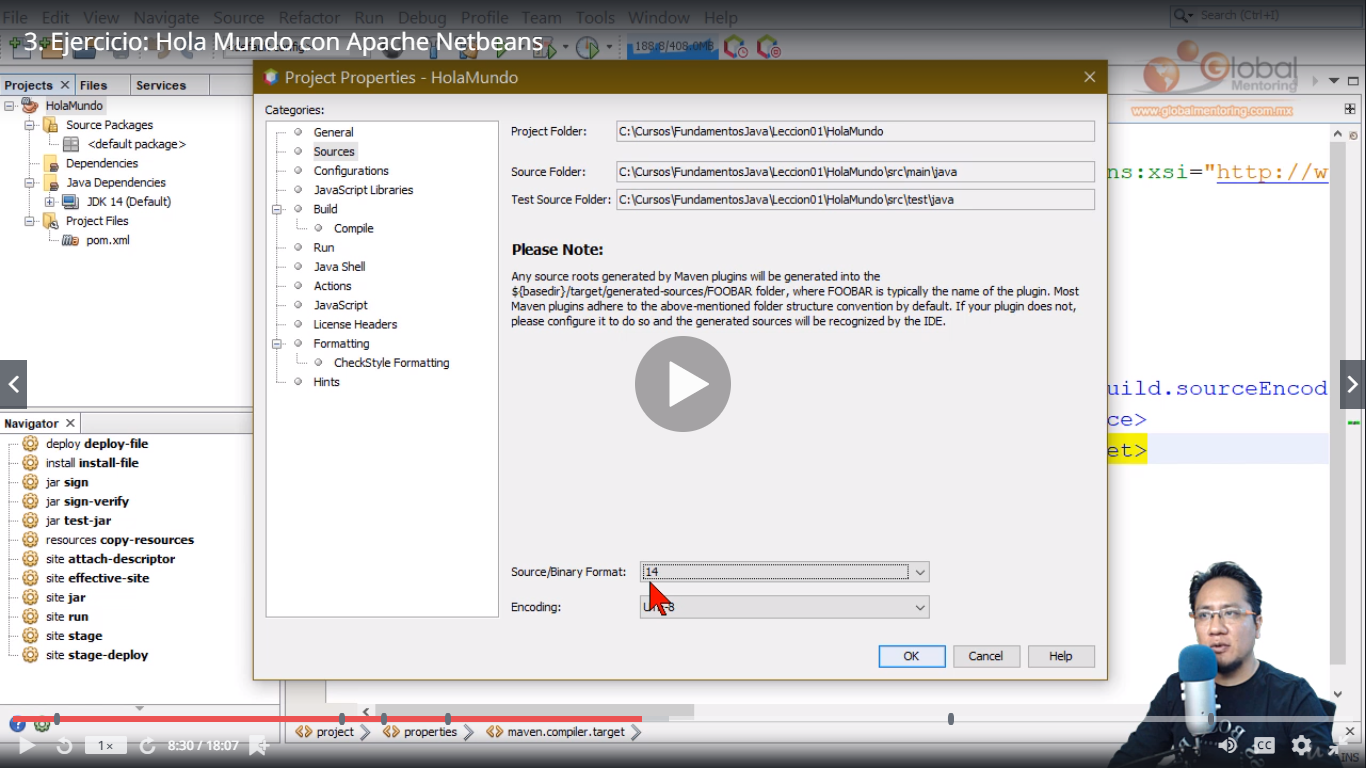 File Edit View Navigate Source Refactor Run Debug Profile Team Tools Window Help
Search (Ctrl+I)
3. Ejercicio: Hola Mundo con Apache Netbeans
188.8/408.0MB
Global
Mentoring
www.globalmentoring.com.mx
Projects Files Services
HolaMundo
Source Packages
<default package>
Dependencies
Java Dependencies
JDK 14 (Default)
Project Files
pom.xml
Navigator
deploy deploy-file
install install-file
jar sign
jar sign-verify
jar test-jar
resources copy-resources
site attach-descriptor
site effective-site
site jar
site run
site stage
site stage-deploy
Project Properties - HolaMundo
Categories:
General
Sources
Configurations
JavaScript Libraries
Build
Compile
Run
Java Shell
Actions
JavaScript
License Headers
Formatting
CheckStyle Formatting
Hints
Project Folder: C:\Cursos\FundamentosJava\Leccion01\HolaMundo
Source Folder: C:\Cursos\FundamentosJava\Leccion01\HolaMundo\src\main\java
Test Source Folder: C:\Cursos\FundamentosJava\Leccion01\HolaMundo\src\test\java
Please Note:
Any source roots generated by Maven plugins will be generated into the
${basedir}/target/generated-sources/FOOBAR folder, where FOOBAR is typically the name of the plugin. Most
Maven plugins adhere to the above-mentioned folder structure convention by default. If your plugin does not,
please configure it to do so and the generated sources will be recognized by the IDE.
Source/Binary Format: 14
Encoding: UTF-8
OK Cancel Help
ns:xsi="http://w
uild.sourceEncod
ce>
et>
project properties maven.compiler.target
1x 8:30 / 18:07
CC
INS